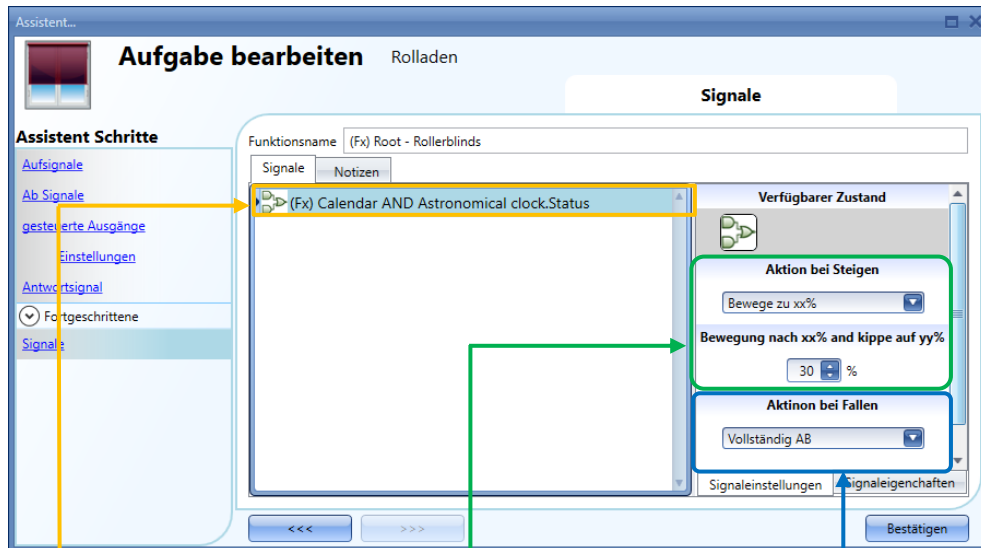 Assistent...
Aufgabe bearbeiten Rolladen
Signale
Assistent Schritte
Aufsignale
Ab Signale
gesteuerte Ausgänge
Einstellungen
Antwortsignal
Fortgeschrittene
Signale
Funktionsname (Fx) Root - Rollerblinds
Signale Notizen
(Fx) Calendar AND Astronomical clock.Status
Verfügbarer Zustand
Aktion bei Steigen
Bewege zu xx%
Bewegung nach xx% and kippe auf yy%
30 %
Aktinon bei Fallen
Vollständig AB
Signaleinstellungen Signaleigenchaften
<<< >>> Bestätigen